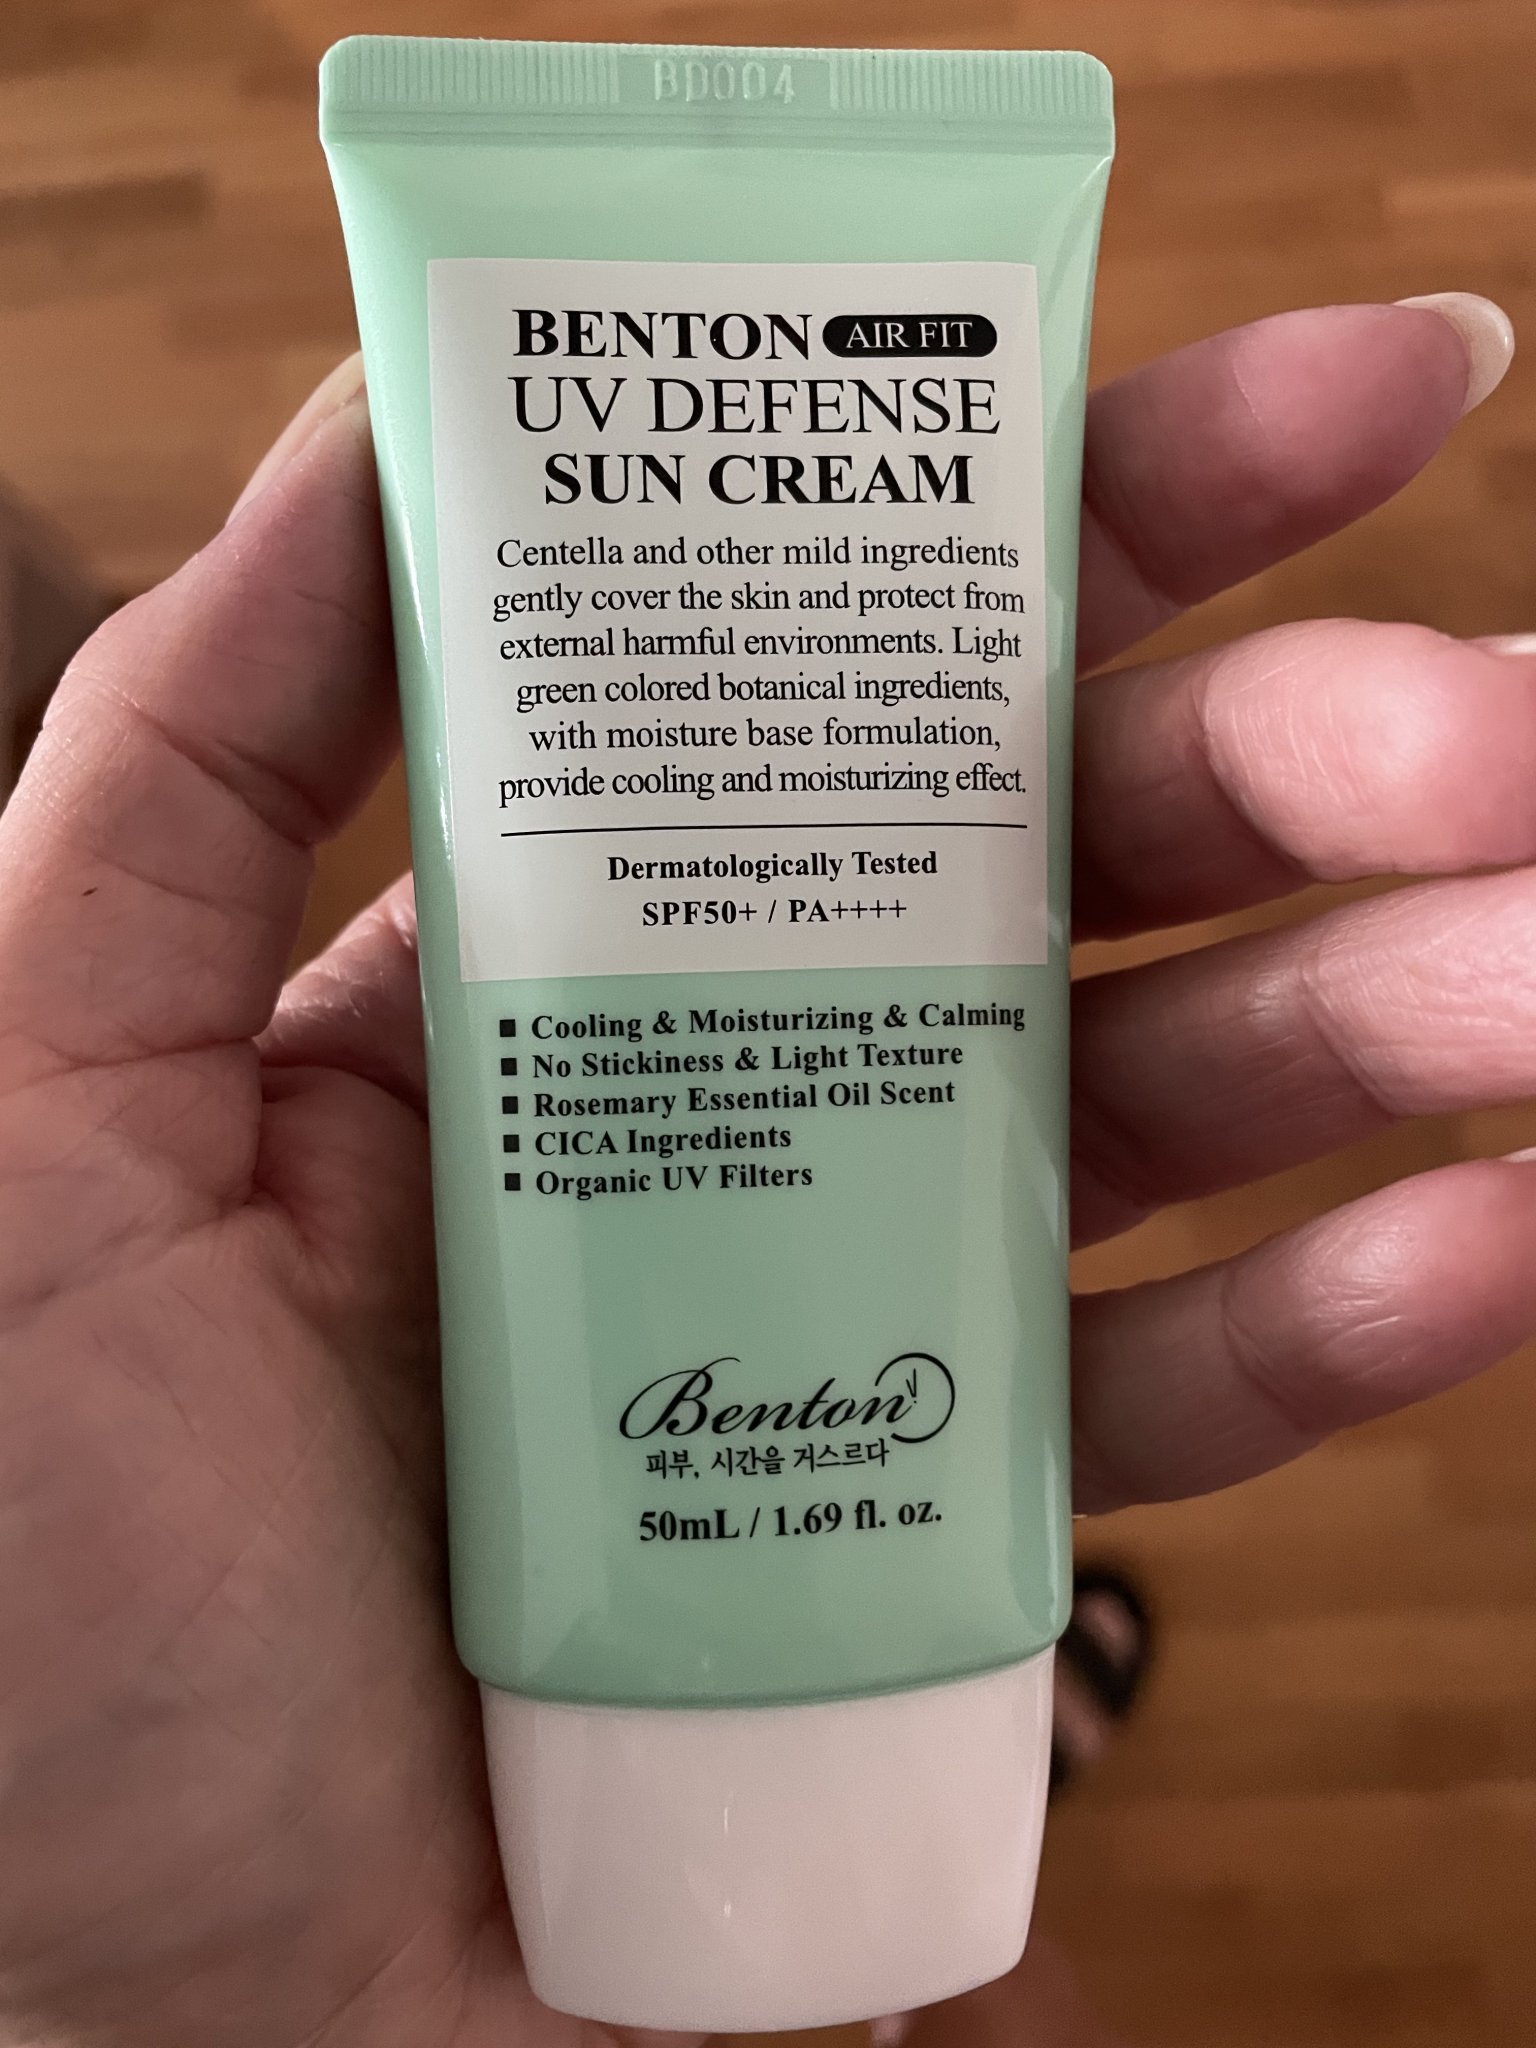 BD004
BENTON AIR FIT
UV DEFENSE
SUN CREAM
Centella and other mild ingredients
gently cover the skin and protect from
external harmful environments. Light
green colored botanical ingredients,
with moisture base formulation,
provide cooling and moisturizing effect.
Dermatologically Tested
SPF50+ / PA++++
■ Cooling & Moisturizing & Calming
■ No Stickiness & Light Texture
■ Rosemary Essential Oil Scent
■ CICA Ingredients
■ Organic UV Filters
Benton
피부, 시간을 거스르다
50mL / 1.69 fl. oz.